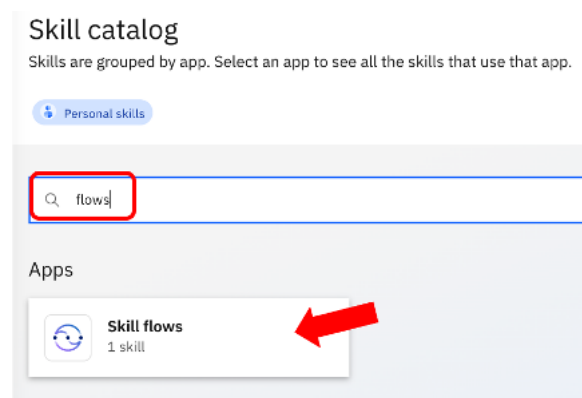 Skill catalog
Skills are grouped by app. Select an app to see all the skills that use that app.
Personal skills
flows
Apps
Skill flows
1 skill